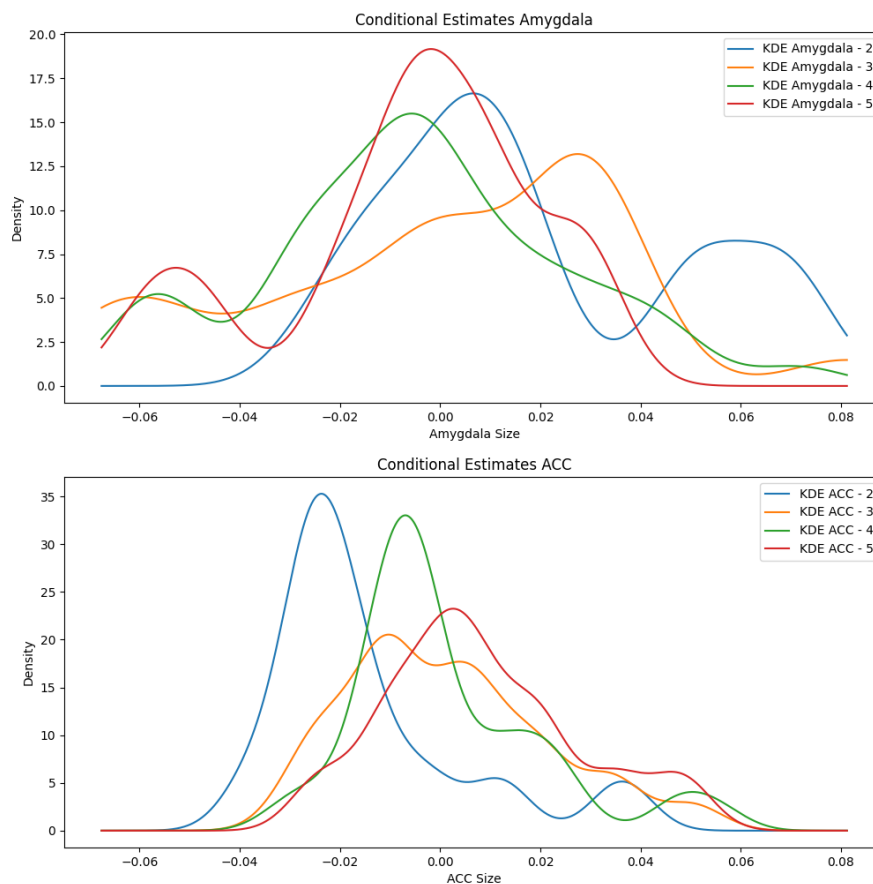 Conditional Estimates Amygdala
20.0
17.5
15.0
12.5
10.0
7.5
5.0
2.5
0.0
Density
KDE Amygdala - 2
KDE Amygdala - 3
KDE Amygdala - 4
KDE Amygdala - 5
−0.06 −0.04 −0.02 0.00 0.02 0.04 0.06 0.08
Amygdala Size
Conditional Estimates ACC
35
30
25
20
15
10
5
0
Density
KDE ACC - 2
KDE ACC - 3
KDE ACC - 4
KDE ACC - 5
−0.06 −0.04 −0.02 0.00 0.02 0.04 0.06 0.08
ACC Size